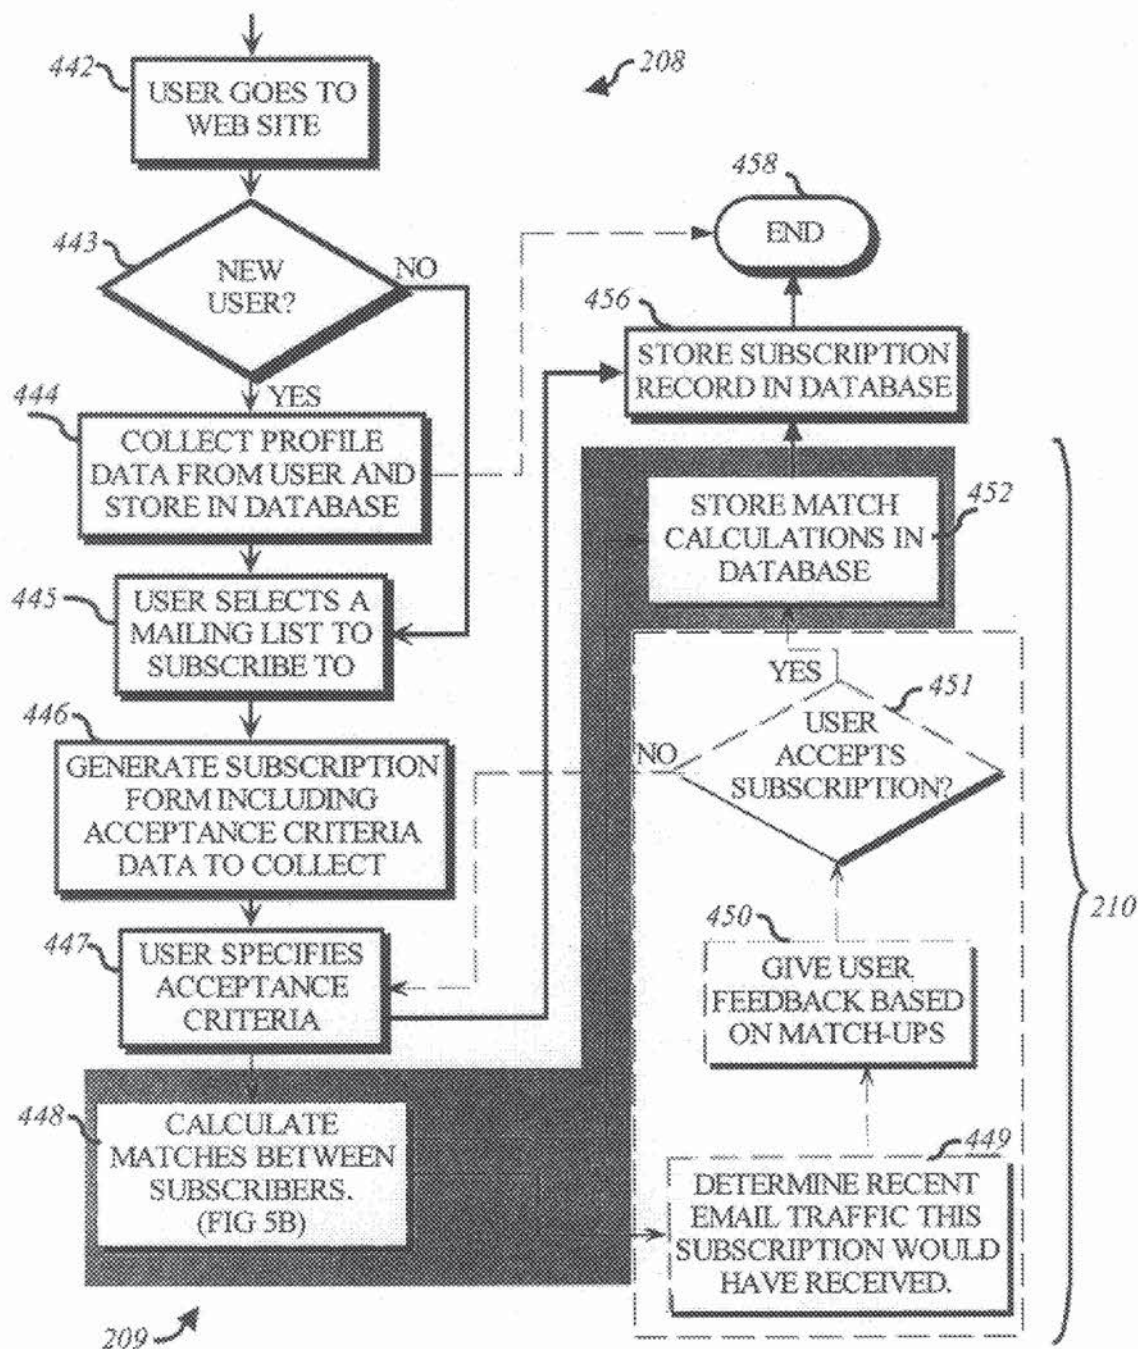 442
USER GOES TO
WEB SITE
208
443
NEW
USER?
NO
YES
444
COLLECT PROFILE
DATA FROM USER AND
STORE IN DATABASE
445
USER SELECTS A
MAILING LIST TO
SUBSCRIBE TO
446
GENERATE SUBSCRIPTION
FORM INCLUDING
ACCEPTANCE CRITERIA
DATA TO COLLECT
447
USER SPECIFIES
ACCEPTANCE
CRITERIA
448
CALCULATE
MATCHES BETWEEN
SUBSCRIBERS.
(FIG 5B)
209
458
END
456
STORE SUBSCRIPTION
RECORD IN DATABASE
452
STORE MATCH
CALCULATIONS IN
DATABASE
YES
451
USER
ACCEPTS
SUBSCRIPTION?
NO
450
GIVE USER
FEEDBACK BASED
ON MATCH-UPS
449
DETERMINE RECENT
EMAIL TRAFFIC THIS
SUBSCRIPTION WOULD
HAVE RECEIVED.
210